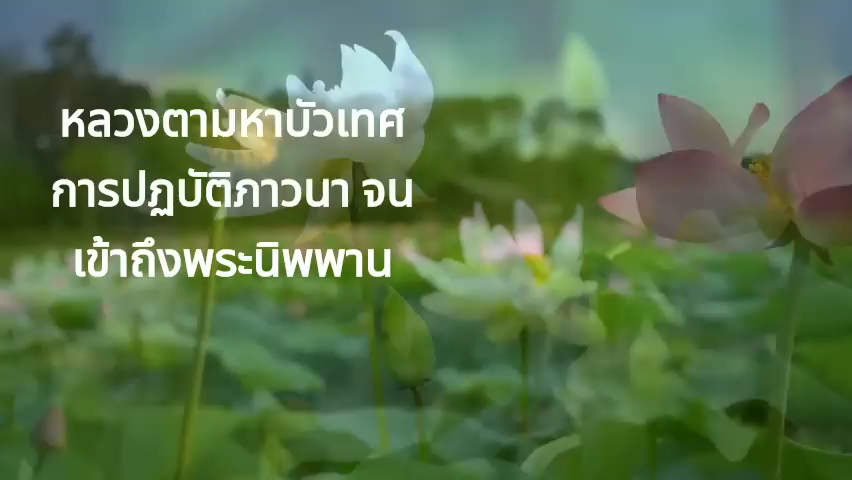 หลวงตามหาบัวเทศ
การปฏิบัติภาวนา จน
เข้าถึงพระนิพพาน